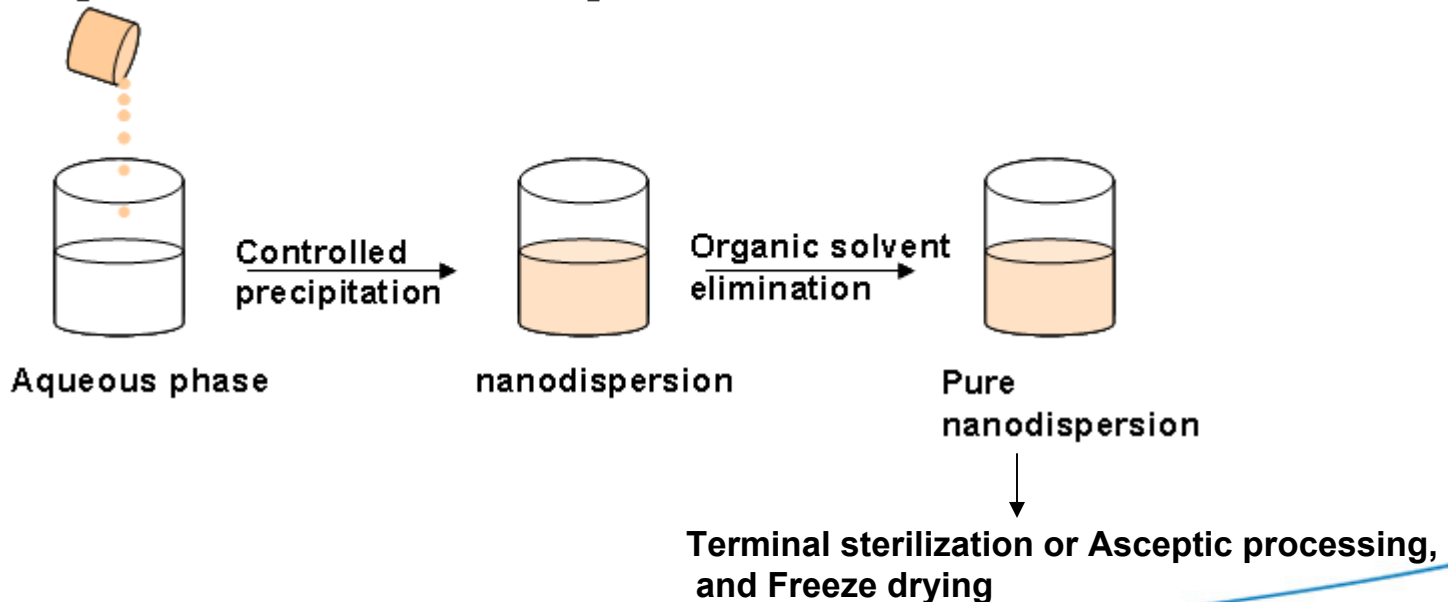 Controlled
precipitation
Organic solvent
elimination
Aqueous phase
nanodispersion
Pure
nanodispersion
Terminal sterilization or Asceptic processing,
and Freeze drying